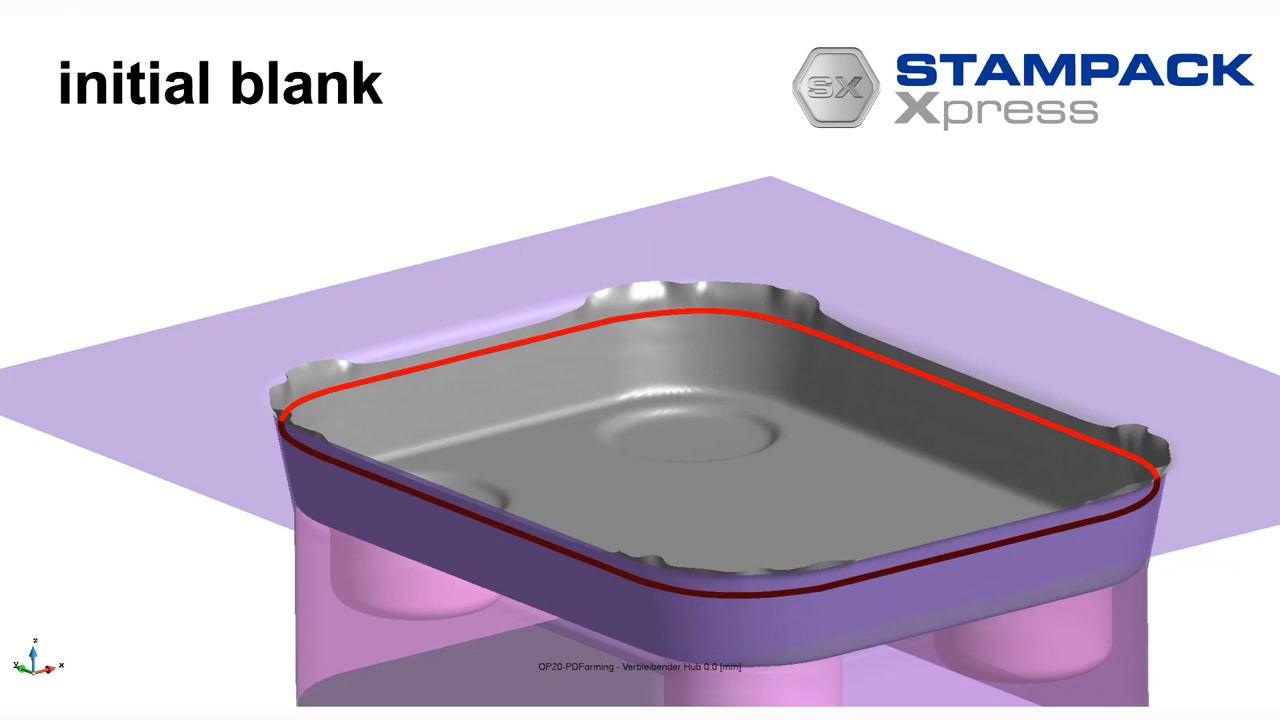 initial blank
SX
STAMPACK
Xpress
z
y
x
OP20-PDForming - Verbleibender Hub 0.0 [mm]